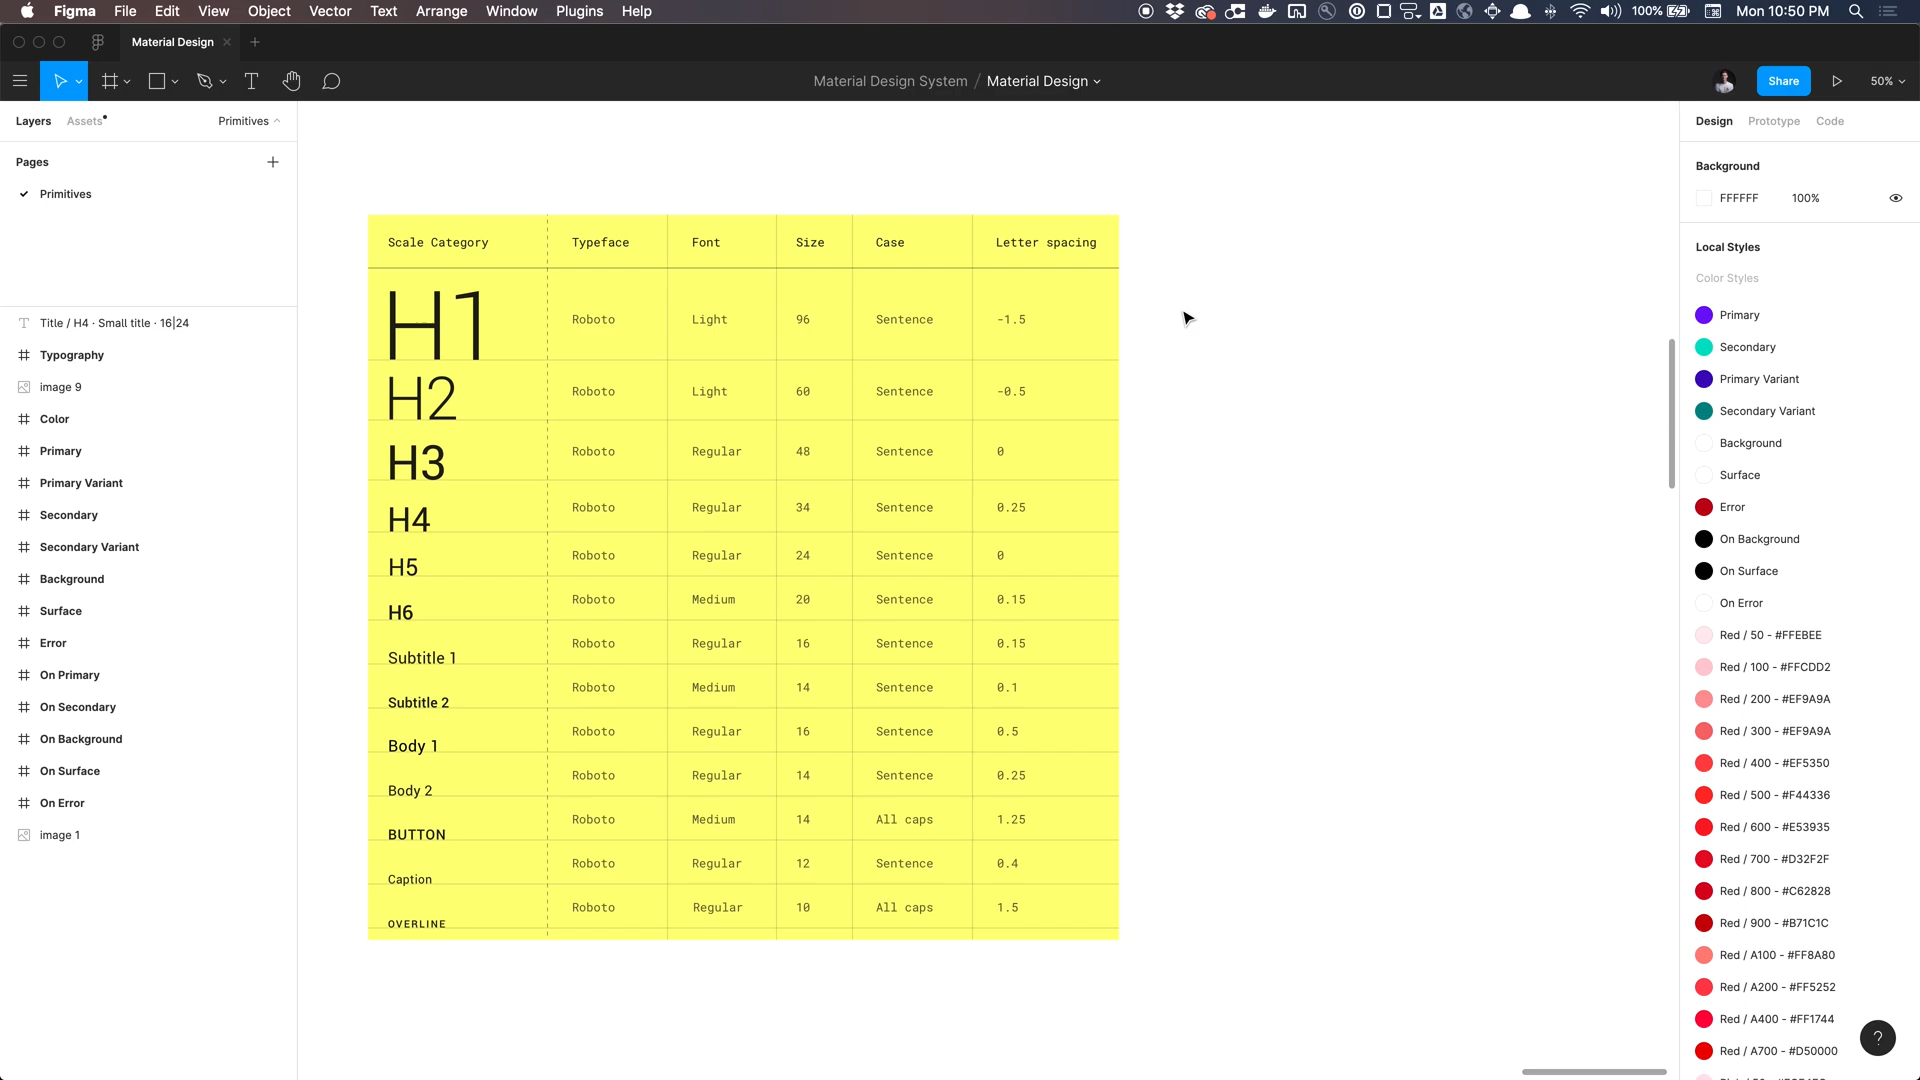 Figma File Edit View Object Vector Text Arrange Window Plugins Help 100% Mon 10:50 PM
Material Design
Material Design System / Material Design Share 50%
Layers Assets Primitives
Pages
Primitives
Title / H4 · Small title · 16|24
Typography
image 9
Color
Primary
Primary Variant
Secondary
Secondary Variant
Background
Surface
Error
On Primary
On Secondary
On Background
On Surface
On Error
image 1
Scale Category Typeface Font Size Case Letter spacing
H1 Roboto Light 96 Sentence -1.5
H2 Roboto Light 60 Sentence -0.5
H3 Roboto Regular 48 Sentence 0
H4 Roboto Regular 34 Sentence 0.25
H5 Roboto Regular 24 Sentence 0
H6 Roboto Medium 20 Sentence 0.15
Subtitle 1 Roboto Regular 16 Sentence 0.15
Subtitle 2 Roboto Medium 14 Sentence 0.1
Body 1 Roboto Regular 16 Sentence 0.5
Body 2 Roboto Regular 14 Sentence 0.25
BUTTON Roboto Medium 14 All caps 1.25
Caption Roboto Regular 12 Sentence 0.4
OVERLINE Roboto Regular 10 All caps 1.5
Design Prototype Code
Background
FFFFFF 100%
Local Styles
Color Styles
Primary
Secondary
Primary Variant
Secondary Variant
Background
Surface
Error
On Background
On Surface
On Error
Red / 50 - #FFEBEE
Red / 100 - #FFCDD2
Red / 200 - #EF9A9A
Red / 300 - #EF9A9A
Red / 400 - #EF5350
Red / 500 - #F44336
Red / 600 - #E53935
Red / 700 - #D32F2F
Red / 800 - #C62828
Red / 900 - #B71C1C
Red / A100 - #FF8A80
Red / A200 - #FF5252
Red / A400 - #FF1744
Red / A700 - #D50000
?